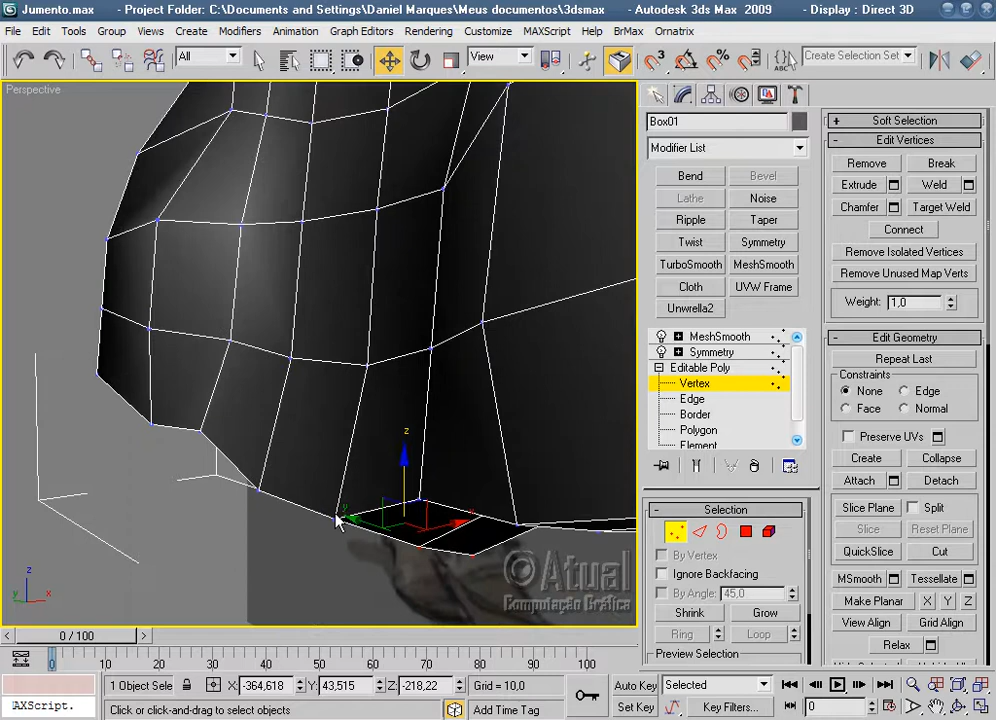 Jumento.max - Project Folder: C:\Documents and Settings\Daniel Marques\Meus documentos\3dsmax - Autodesk 3ds Max 2009 - Display : Direct 3D
File Edit Tools Group Views Create Modifiers Animation Graph Editors Rendering Customize MAXScript Help BrMax Ornatrix
All View Create Selection Set
Perspective
Box01
Modifier List
Bend Bevel
Lathe Noise
Ripple Taper
Twist Symmetry
TurboSmooth MeshSmooth
Cloth UVW Frame
Unwrella2
MeshSmooth
Symmetry
Editable Poly
Vertex
Edge
Border
Polygon
Element
Selection
By Vertex
Ignore Backfacing
By Angle: 45,0
Shrink Grow
Ring Loop
Preview Selection
Soft Selection
Edit Vertices
Remove Break
Extrude Weld
Chamfer Target Weld
Connect
Remove Isolated Vertices
Remove Unused Map Verts
Weight: 1,0
Edit Geometry
Repeat Last
Constraints
None Edge
Face Normal
Preserve UVs
Create Collapse
Attach Detach
Slice Plane Split
Slice Reset Plane
QuickSlice Cut
MSmooth Tessellate
Make Planar X Y Z
View Align Grid Align
Relax
z
y
x
z
y
x
©Atual
Computação Gráfica
0 / 100
0 10 20 30 40 50 60 70 80 90 100
1 Object Sele X: -364,618 Y: 43,515 Z: -218,22 Grid = 10,0
Auto Key Selected
AXScript. Click or click-and-drag to select objects Add Time Tag
Set Key Key Filters... 0